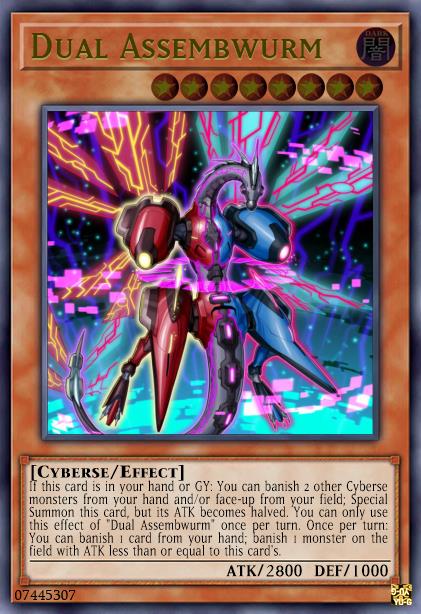 DUAL ASSEMBWURM
DARK
闇
[CYBERSE/EFFECT]
If this card is in your hand or GY: You can banish 2 other Cyberse
monsters from your hand and/or face-up from your field; Special
Summon this card, but its ATK becomes halved. You can only use
this effect of "Dual Assembwurm" once per turn. Once per turn:
You can banish 1 card from your hand; banish 1 monster on the
field with ATK less than or equal to this card's.
ATK/2800 DEF/1000
07445307